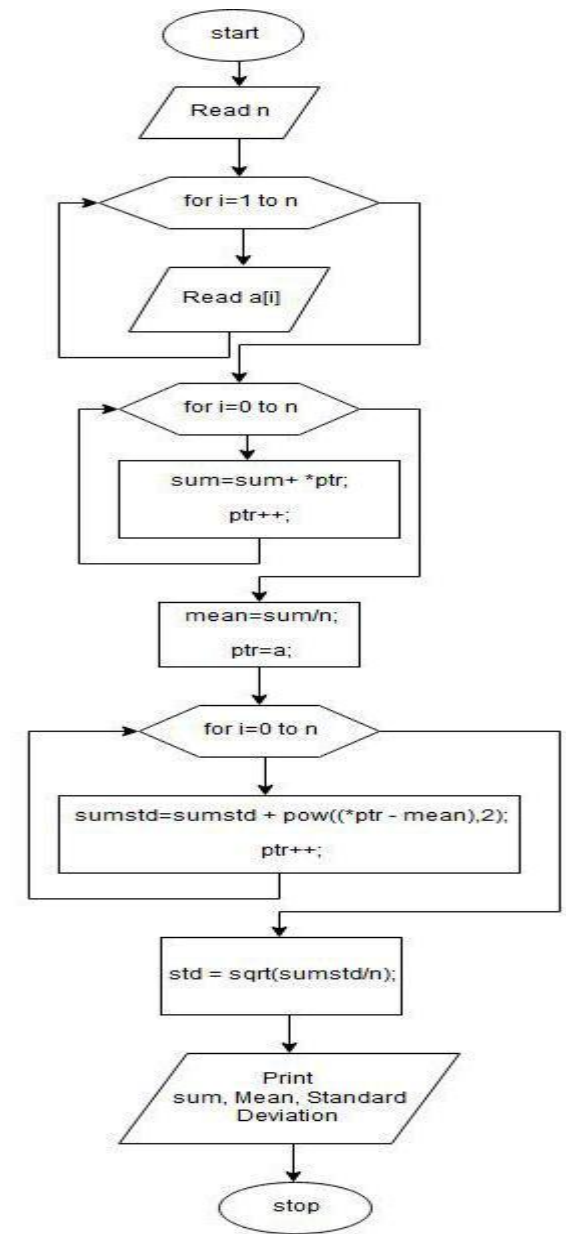 start
Read n
for i=1 to n
Read a[i]
for i=0 to n
sum=sum+ *ptr;
ptr++;
mean=sum/n;
ptr=a;
for i=0 to n
sumstd=sumstd + pow((*ptr - mean),2);
ptr++;
std = sqrt(sumstd/n);
Print
sum, Mean, Standard
Deviation
stop